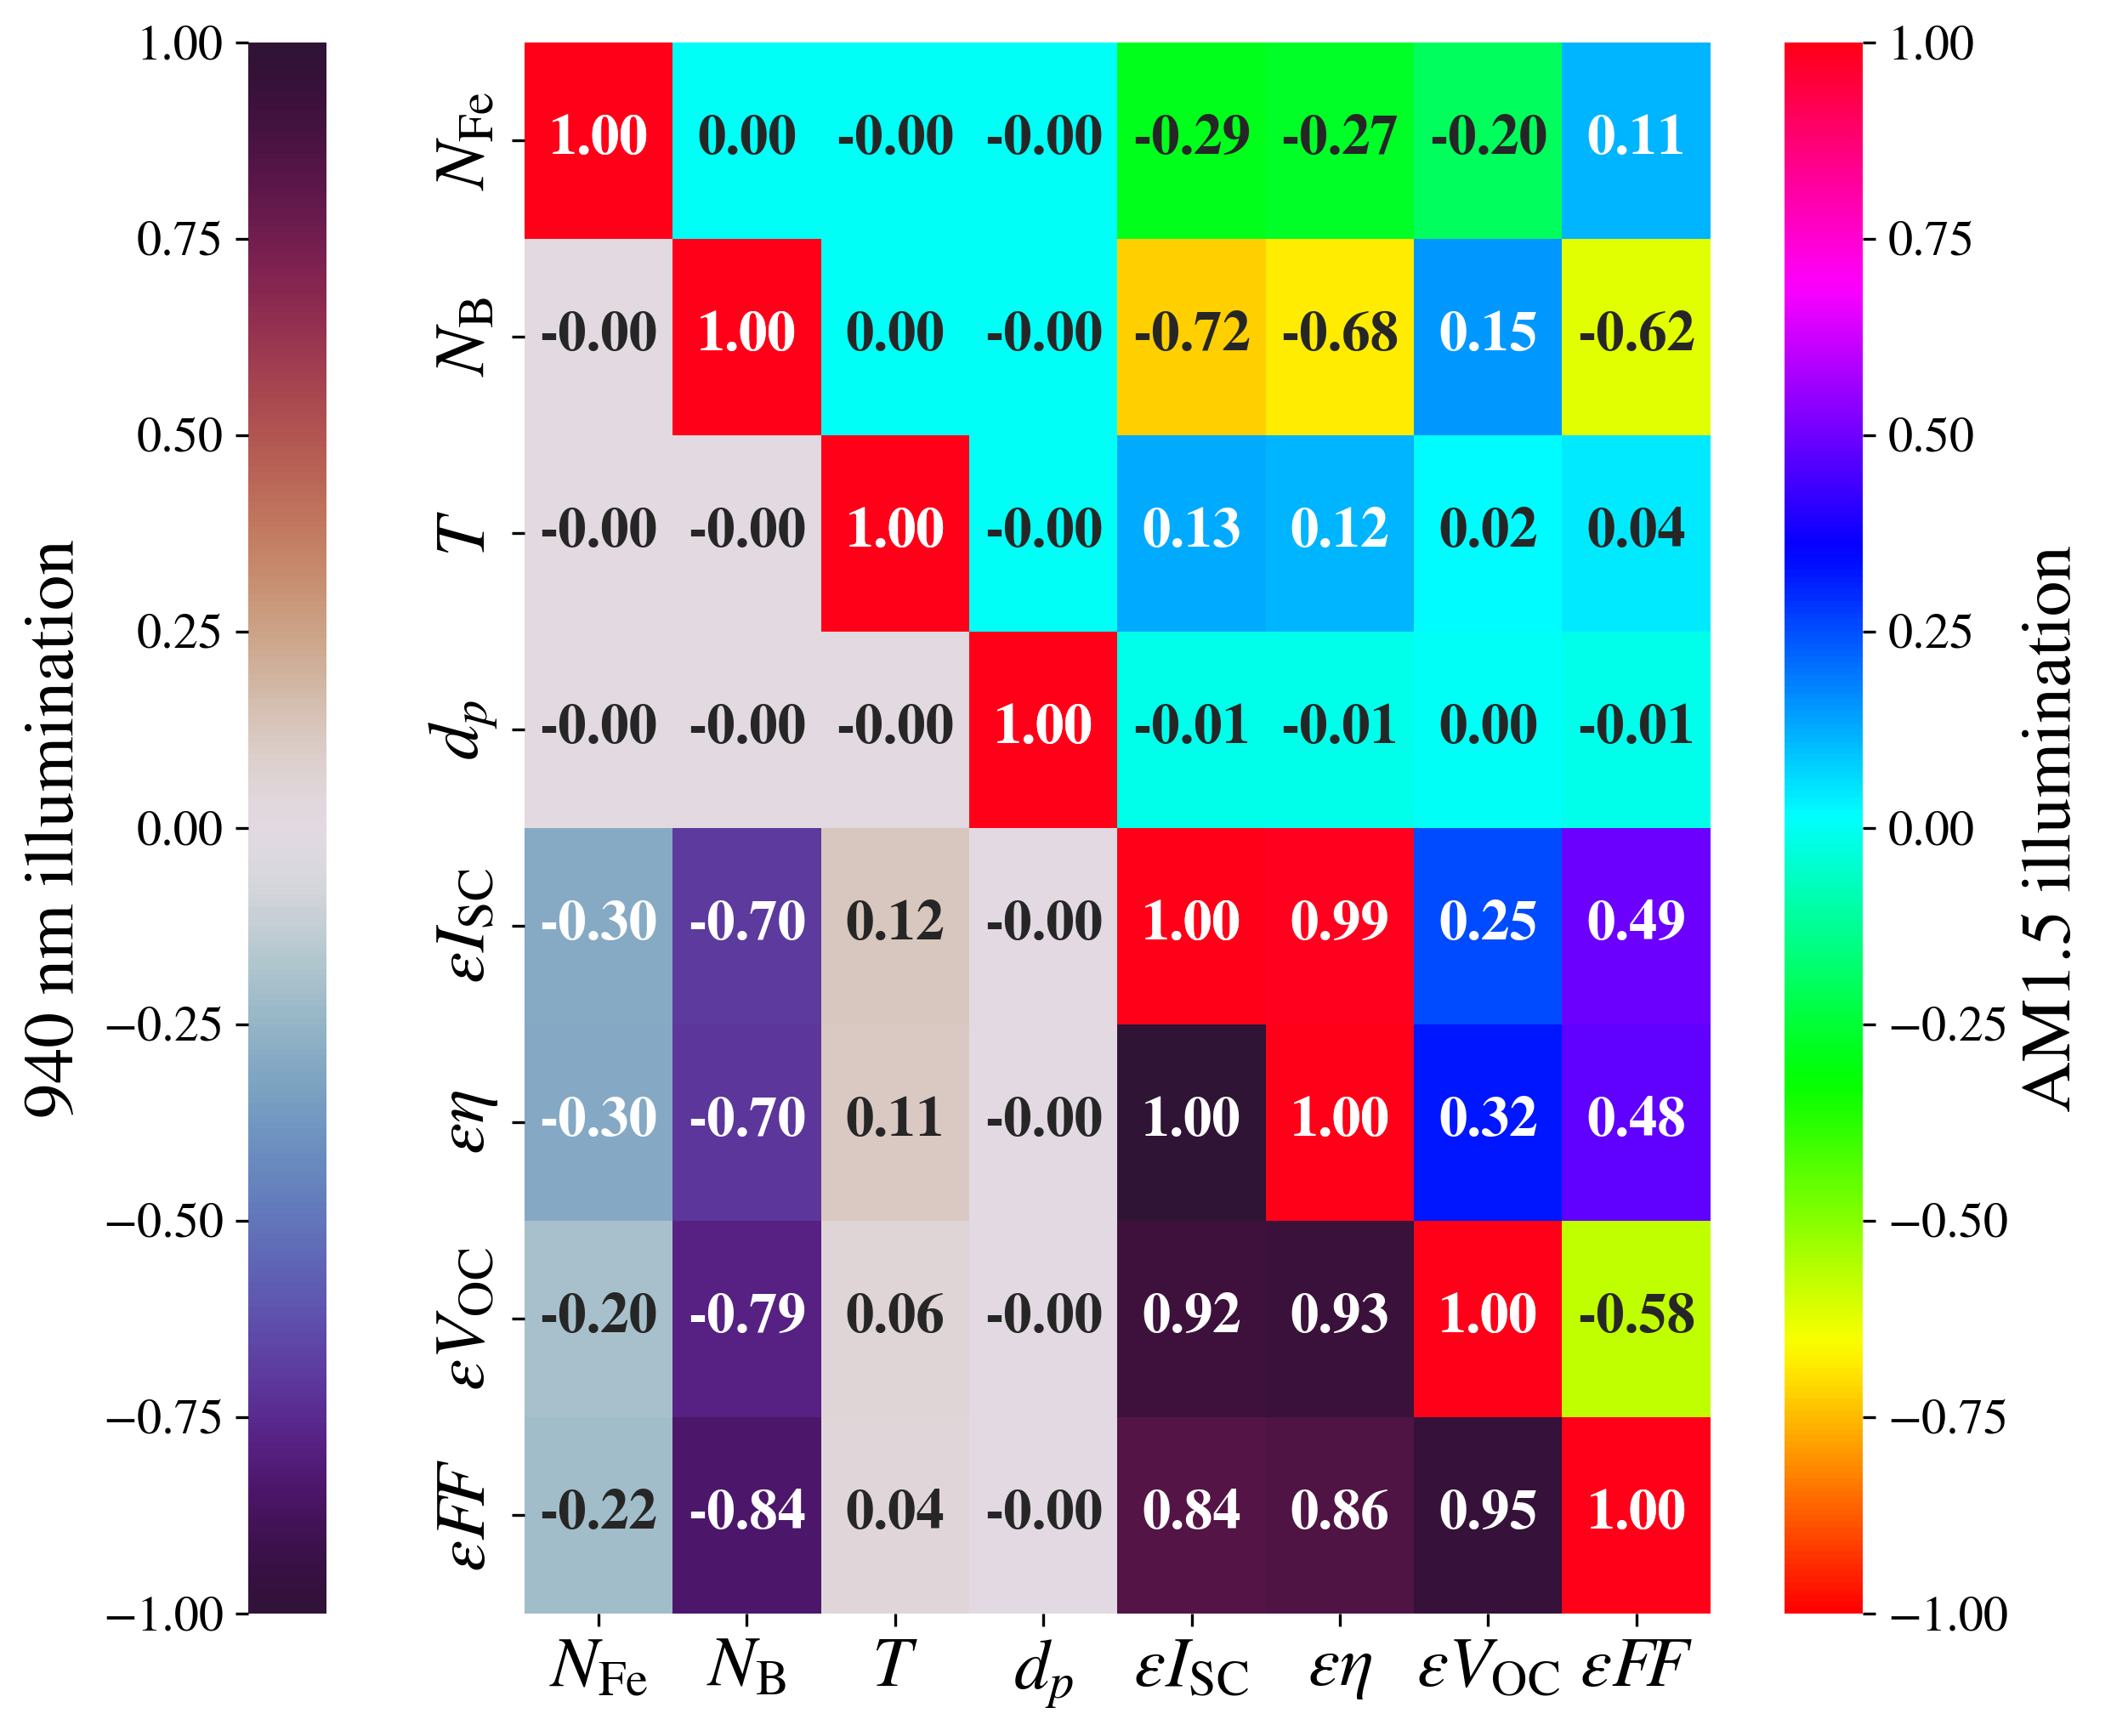 940 nm illumination
1.00
0.75
0.50
0.25
0.00
−0.25
−0.50
−0.75
−1.00
N_Fe 1.00 0.00 -0.00 -0.00 -0.29 -0.27 -0.20 0.11
N_B -0.00 1.00 0.00 -0.00 -0.72 -0.68 0.15 -0.62
T -0.00 -0.00 1.00 -0.00 0.13 0.12 0.02 0.04
d_p -0.00 -0.00 -0.00 1.00 -0.01 -0.01 0.00 -0.01
εI_SC -0.30 -0.70 0.12 -0.00 1.00 0.99 0.25 0.49
εη -0.30 -0.70 0.11 -0.00 1.00 1.00 0.32 0.48
εV_OC -0.20 -0.79 0.06 -0.00 0.92 0.93 1.00 -0.58
εFF -0.22 -0.84 0.04 -0.00 0.84 0.86 0.95 1.00
N_Fe N_B T d_p εI_SC εη εV_OC εFF
1.00
0.75
0.50
0.25
0.00
−0.25
−0.50
−0.75
−1.00
AM1.5 illumination